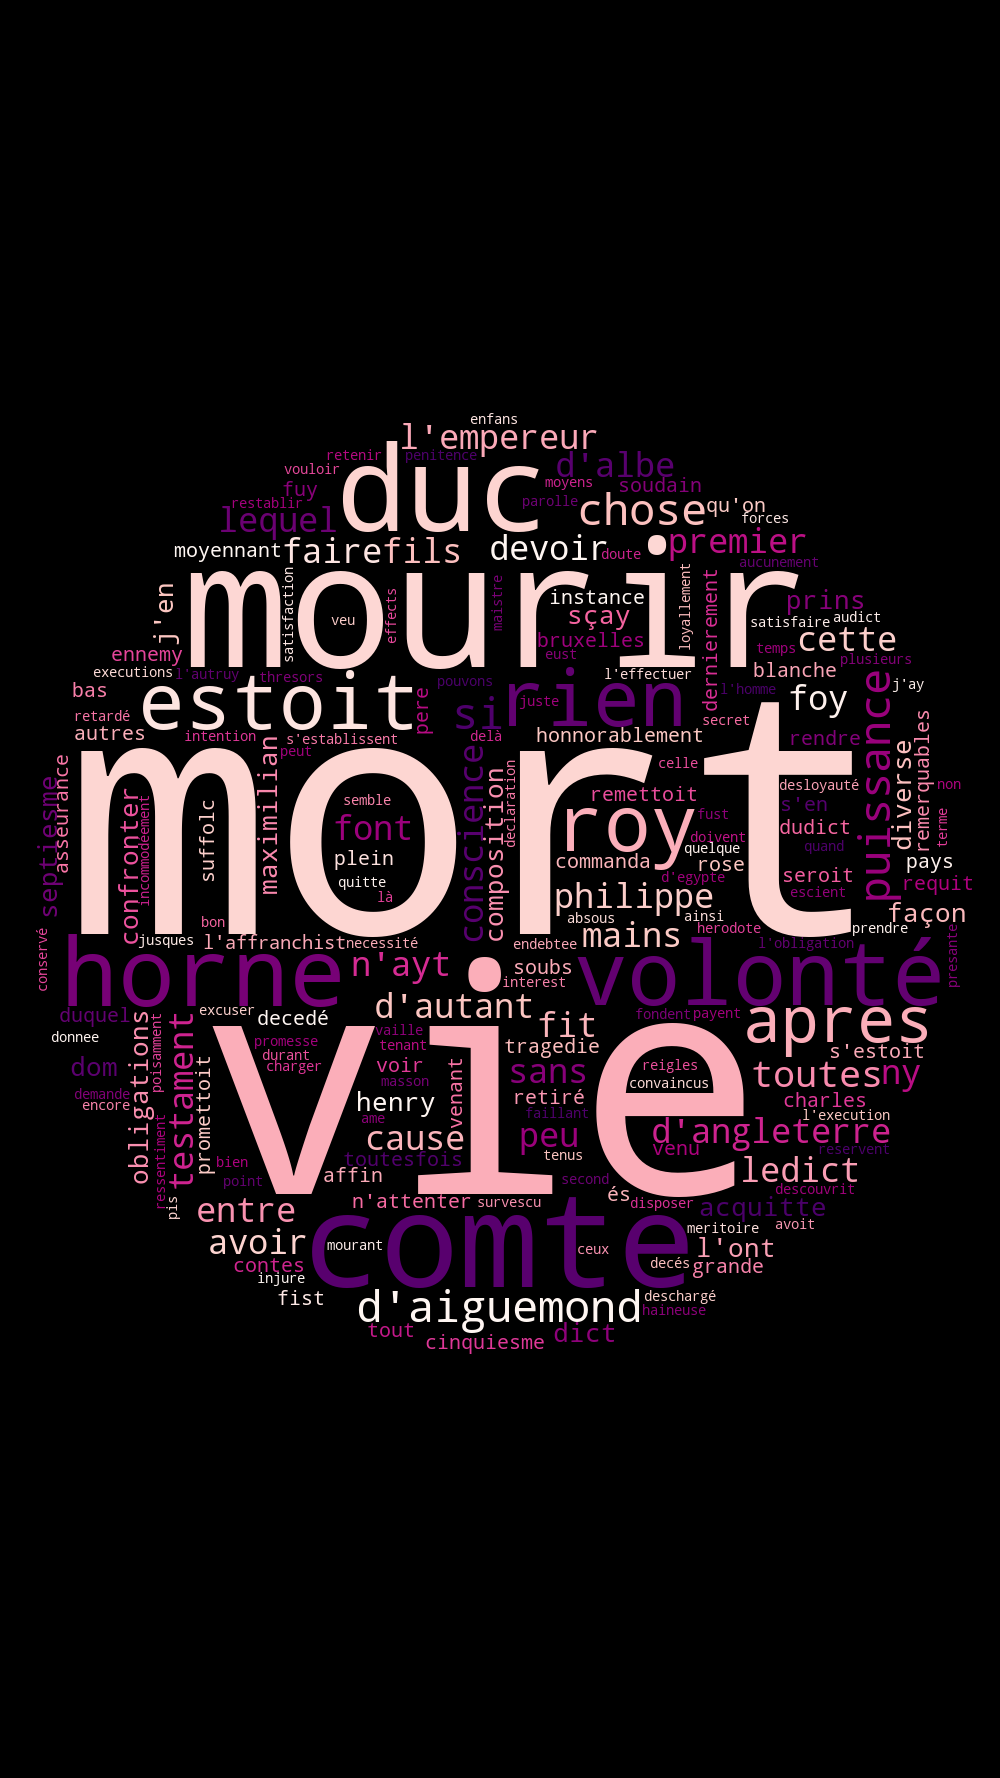 enfans
l'empereur
retenir
penitence
duc
d'albe
vouloir
moyens
soudain
fuy
parolle
restablir
chose
qu'on
lequel
forces
premier
moyennant
faire
fils
devoir
doute
aucunement
mourir
satisfaction
veu
effects
maistre
instance
sçay
loyallement
dernierement
prins
j'en
satisfaire
audict
bruxelles
cette
ennemy
eust
temps
plusieurs
executions
l'autruy
thresors
pouvons
l'effectuer
blanche
j'ay
bas
estoit
pere
si
rien
juste
l'homme
foy
puissance
retardé
secret
autres
intention
s'establissent
delà
honnorablement
rendre
remerquables
peut
mort
septiesme
asseurance
confronter
incommodeement
suffolc
maximilian
semble
font
plein
quitte
là
conscience
composition
declaration
celle
remettoit
roy
fust
doivent
quelque
commanda
rose
d'egypte
desloyauté
s'en
dudict
quand
seroit
escient
diverse
non
terme
pays
requit
philippe
façon
absous
ainsi
bon
mains
herodote
prendre
conservé
jusques
l'affranchist
necessité
endebtee
l'obligation
presante
horne
n'ayt
soubs
interest
volonté
duquel
excuser
decedé
d'autant
fit
fondent
payent
apres
donnee
obligations
poisamment
testament
promesse
vaille
tenant
tragedie
s'estoit
dom
durant
charger
voir
masson
sans
reigles
convaincus
toutes
ny
promettoit
vie
venant
demande
encore
henry
retiré
charles
ame
faillant
l'execution
ressentiment
cause
peu
d'angleterre
venu
reservent
bien
toutesfois
tenus
ledict
point
affin
second
descouvrit
pis
n'attenter
survescu
és
disposer
acquitte
entre
comte
meritoire
avoit
avoir
mourant
ceux
l'ont
contes
decés
grande
injure
fist
d'aiguemond
deschargé
haineuse
tout
cinquiesme
dict